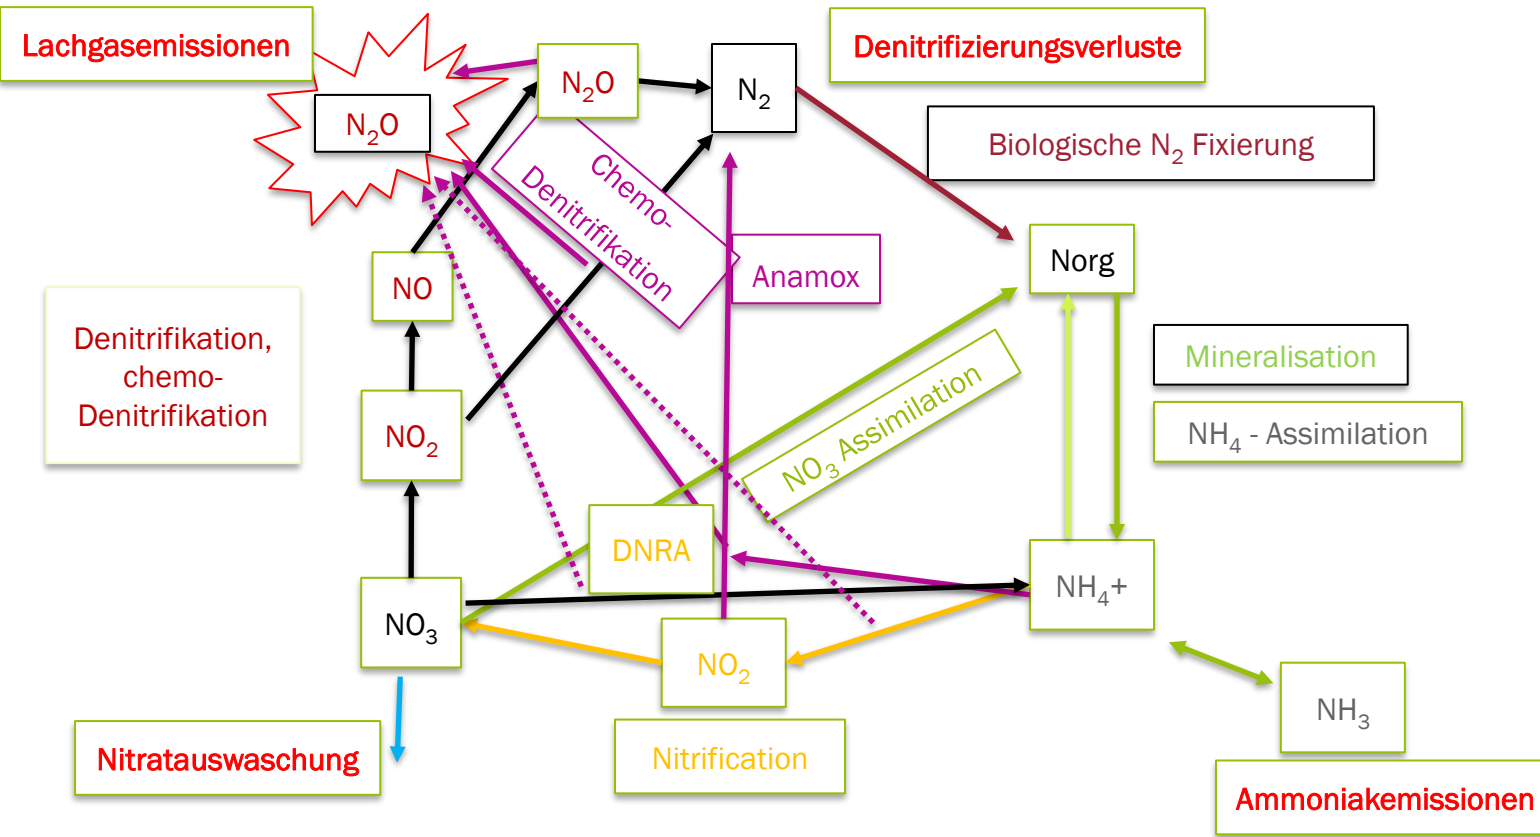 Lachgasemissionen
N₂O
N₂O
N₂
Denitrifizierungsverluste
Biologische N₂ Fixierung
Chemo-
Denitrifikation
Anamox
Norg
NO
Denitrifikation,
chemo-
Denitrifikation
Mineralisation
NH₄ - Assimilation
NO₃ Assimilation
NO₂
DNRA
NH₄+
NO₃
NO₂
NH₃
Nitratauswaschung
Nitrification
Ammoniakemissionen